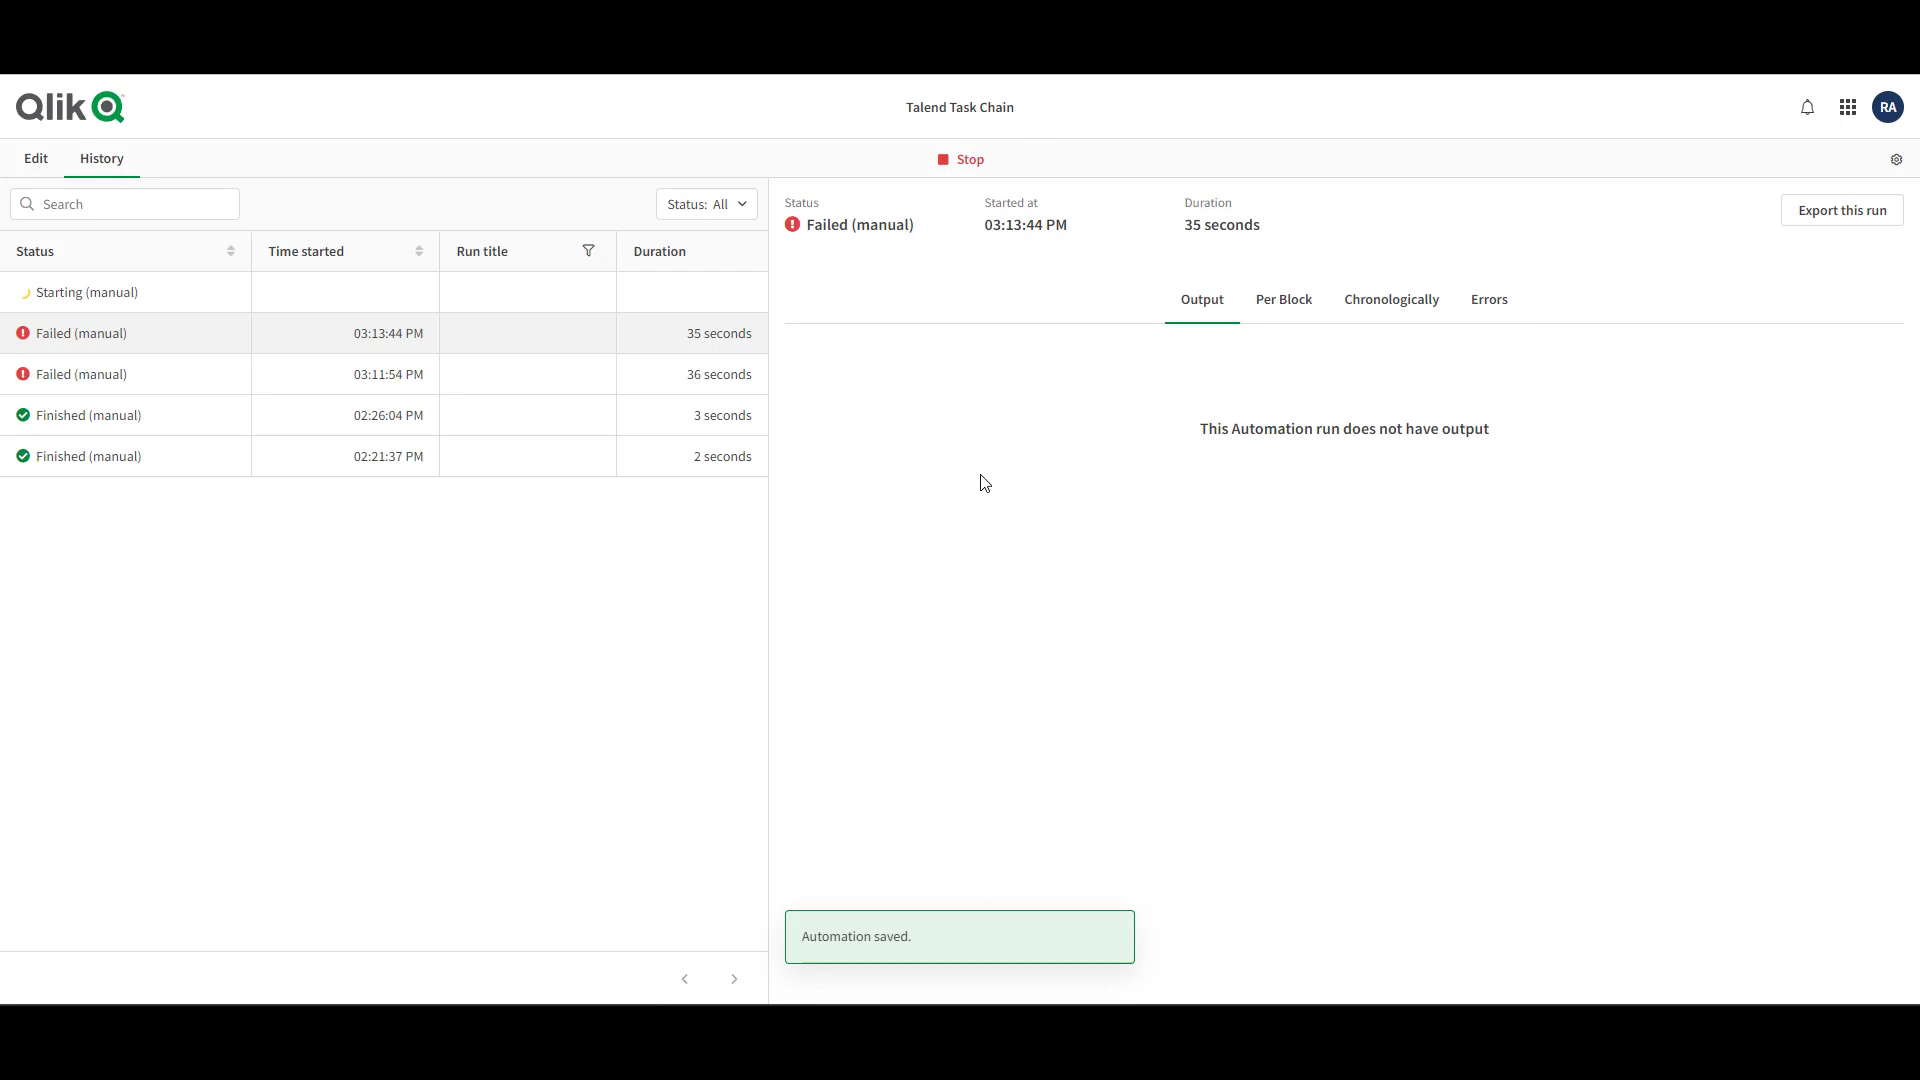 Qlik
Talend Task Chain
RA
Edit
History
Stop
Search
Status: All
Status
Time started
Run title
Duration
Starting (manual)
Failed (manual) 03:13:44 PM 35 seconds
Failed (manual) 03:11:54 PM 36 seconds
Finished (manual) 02:26:04 PM 3 seconds
Finished (manual) 02:21:37 PM 2 seconds
Status
Started at
Duration
Failed (manual)
03:13:44 PM
35 seconds
Export this run
Output
Per Block
Chronologically
Errors
This Automation run does not have output
Automation saved.